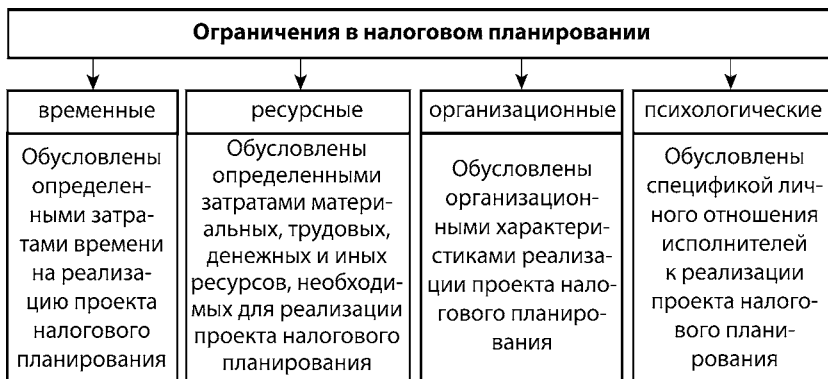 Ограничения в налоговом планировании
временные
Обусловлены
определен-
ными затра-
тами времени
на реализа-
цию проекта
налогового
планирования
ресурсные
Обусловлены
определенными
затратами матери-
альных, трудовых,
денежных и иных
ресурсов, необходи-
мых для реализации
проекта налогового
планирования
организационные
Обусловлены
организацион-
ными характери-
стиками реализа-
ции проекта нало-
гового планиро-
вания
психологические
Обусловлены
спецификой лич-
ного отношения
исполнителей
к реализации
проекта налого-
вого плани-
рования